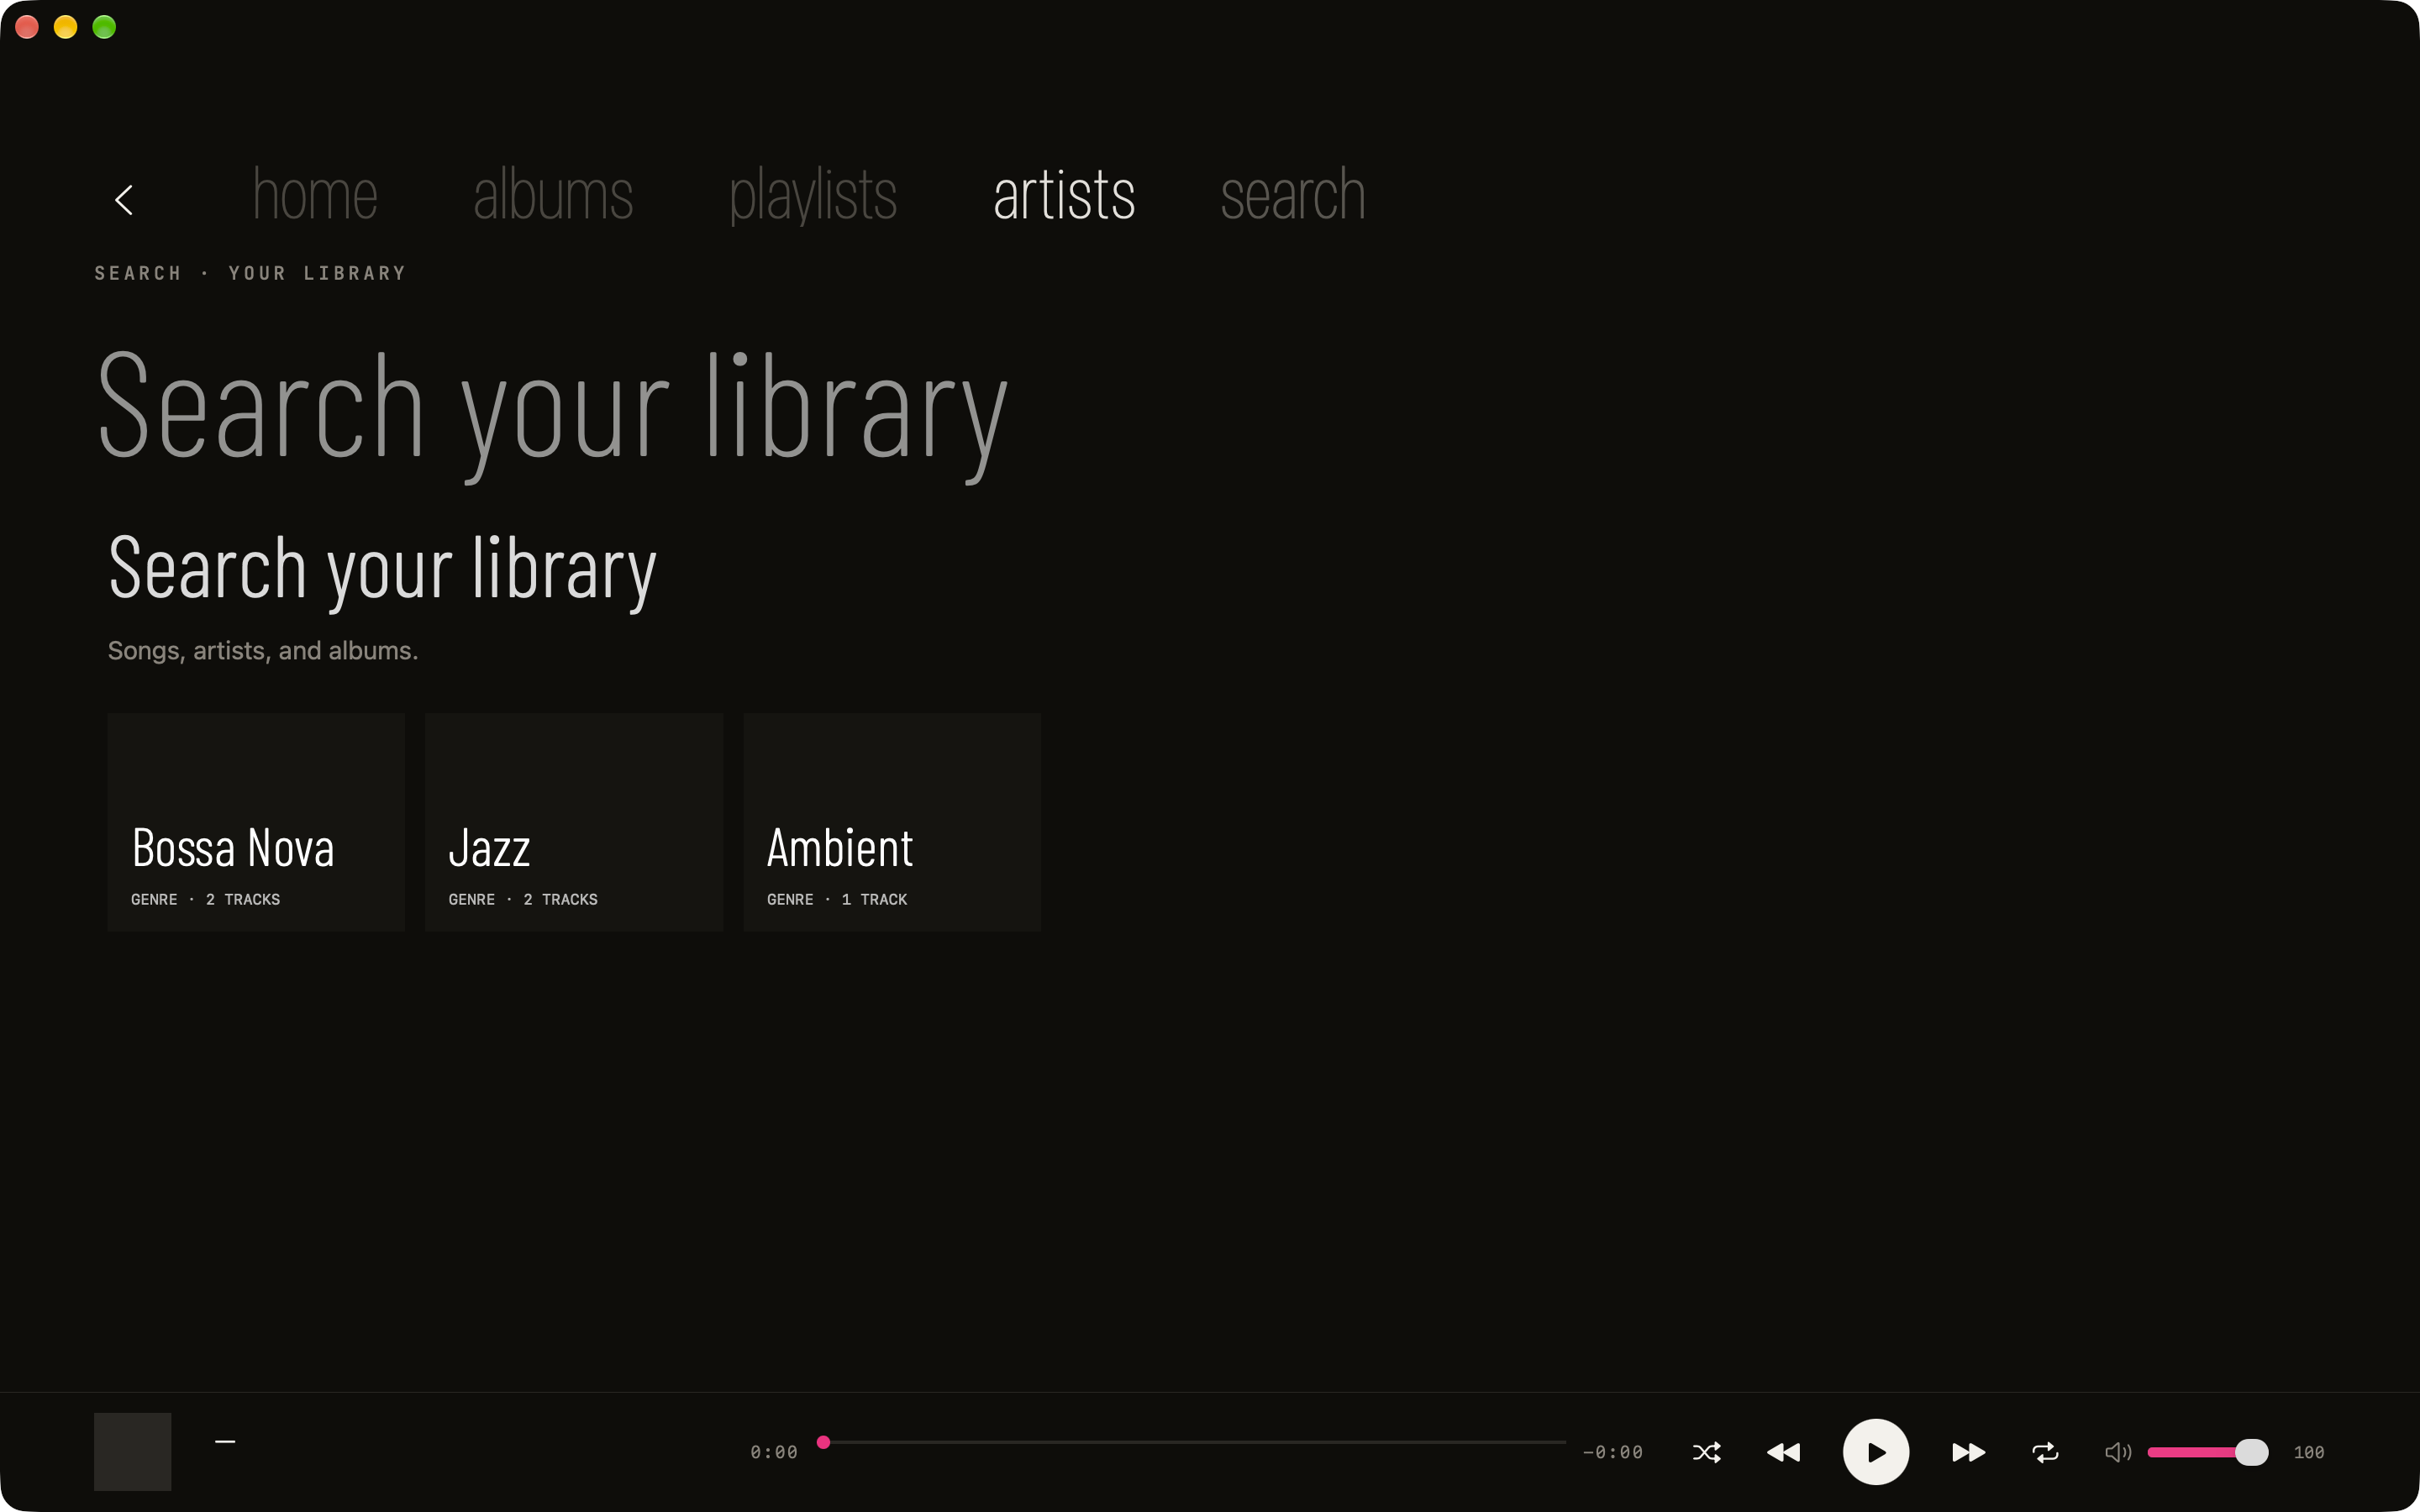 home albums playlists artists search
SEARCH · YOUR LIBRARY
Search your library
Search your library
Songs, artists, and albums.
Bossa Nova
GENRE · 2 TRACKS
Jazz
GENRE · 2 TRACKS
Ambient
GENRE · 1 TRACK
—
0:00
−0:00
100